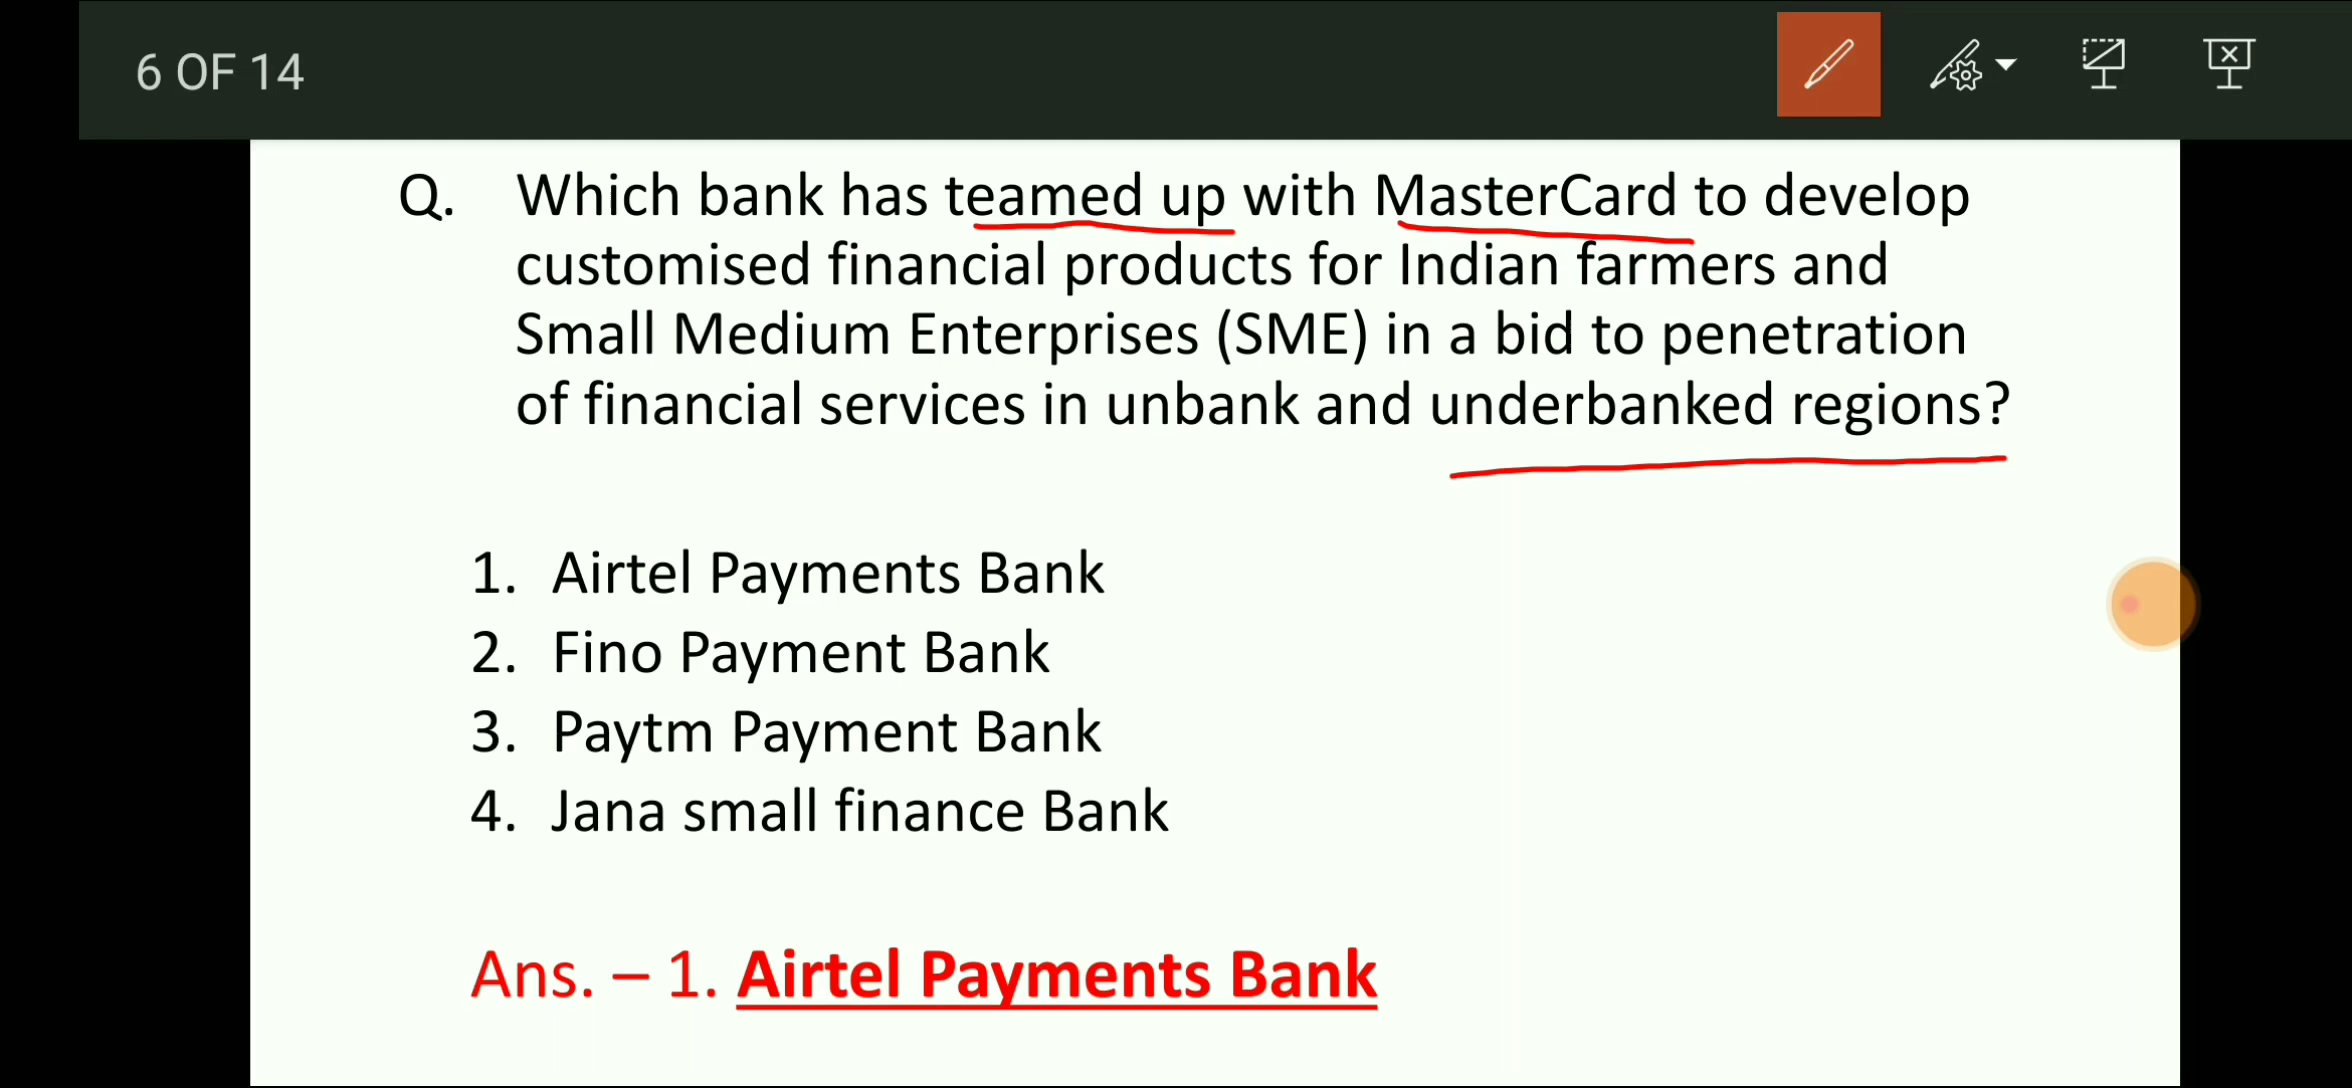 6 OF 14
Q. Which bank has teamed up with MasterCard to develop
customised financial products for Indian farmers and
Small Medium Enterprises (SME) in a bid to penetration
of financial services in unbank and underbanked regions?
1. Airtel Payments Bank
2. Fino Payment Bank
3. Paytm Payment Bank
4. Jana small finance Bank
Ans. – 1. Airtel Payments Bank